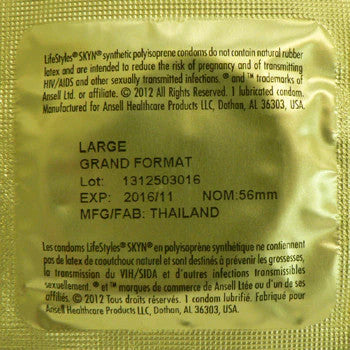 LifeStyles® SKYN® synthetic polyisoprene condoms do not contain natural rubber
latex and are intended to reduce the risk of pregnancy and of transmitting
HIV/AIDS and other sexually transmitted infections. ® and ™ trademarks of
Ansell Ltd. or affiliate. © 2012 All Rights Reserved. 1 lubricated condom.
Manufactured for Ansell Healthcare Products LLC, Dothan, AL 36303, USA.
LARGE
GRAND FORMAT
Lot: 1312503016
EXP: 2016/11 NOM:56mm
MFG/FAB: THAILAND
Les condoms LifeStyles® SKYN® en polyisoprène synthétique ne contiennent
pas de latex de caoutchouc naturel et sont destinés à prévenir les grossesses,
la transmission du VIH/SIDA et d'autres infections transmissibles
sexuellement. ® et ™ marques de commerce de Ansell Ltée ou d'un de ses
affiliés. © 2012 Tous droits réservés. 1 condom lubrifié. Fabriqué pour
Ansell Healthcare Products LLC, Dothan, AL 36303, USA.